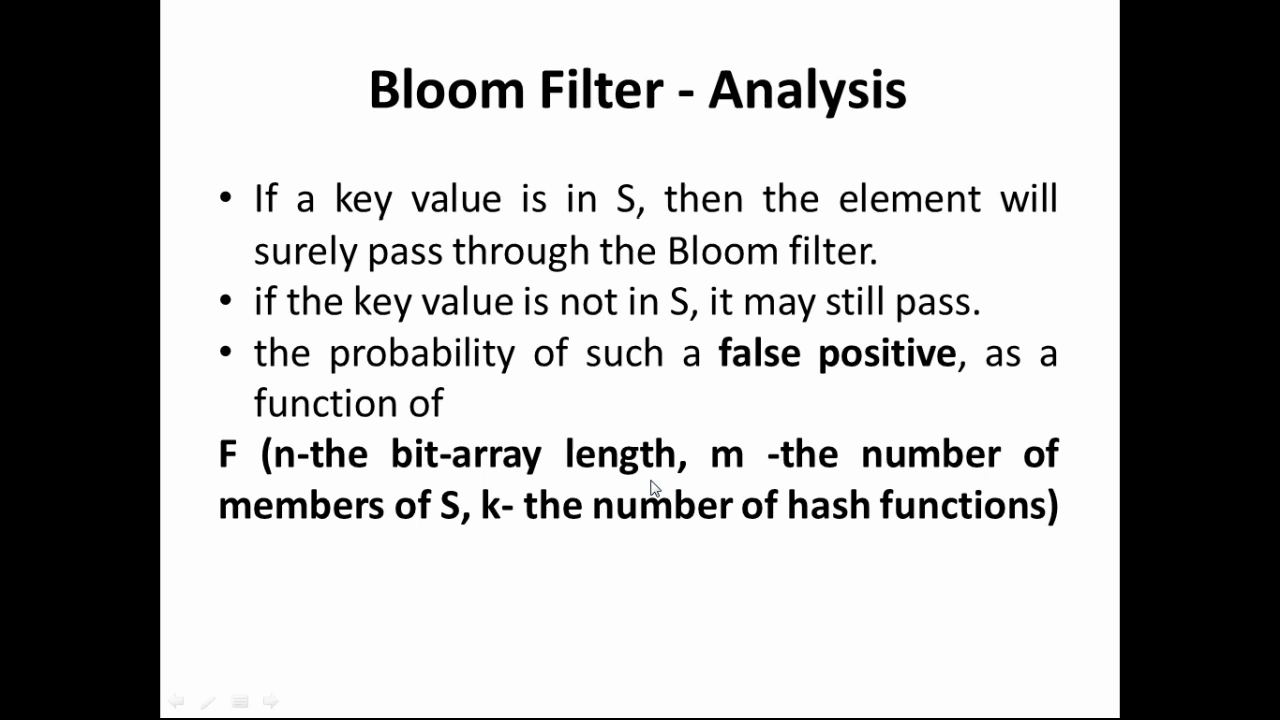 Bloom Filter - Analysis
• If a key value is in S, then the element will
surely pass through the Bloom filter.
• if the key value is not in S, it may still pass.
• the probability of such a false positive, as a
function of
F (n-the bit-array length, m -the number of
members of S, k- the number of hash functions)